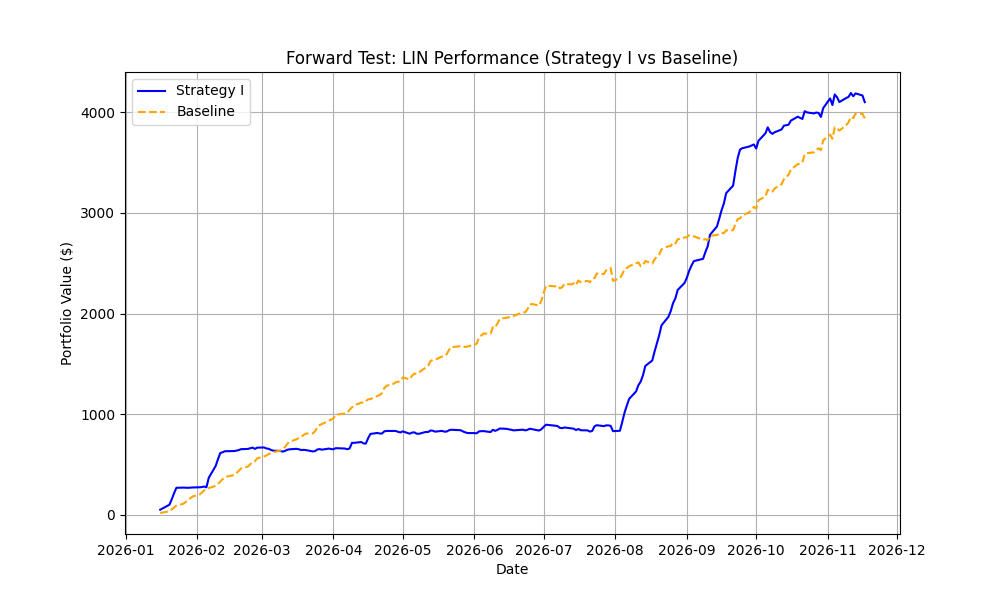 Forward Test: LIN Performance (Strategy I vs Baseline)
Strategy I
Baseline
Portfolio Value ($)
4000
3000
2000
1000
0
2026-01 2026-02 2026-03 2026-04 2026-05 2026-06 2026-07 2026-08 2026-09 2026-10 2026-11 2026-12
Date